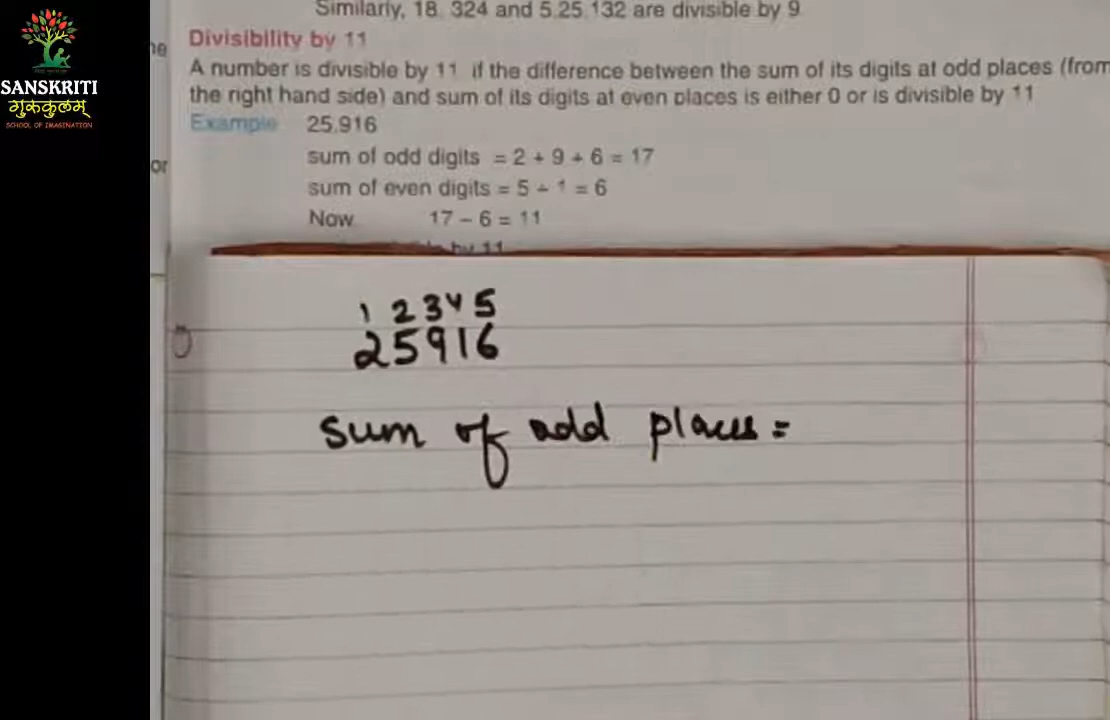 Similarly, 18, 324 and 5,25,132 are divisible by 9
he
Divisibility by 11
SANSKRITI
गुरुकुलम्
SCHOOL OF IMAGINATION
A number is divisible by 11 if the difference between the sum of its digits at odd places (from
the right hand side) and sum of its digits at even places is either 0 or is divisible by 11
Example 25,916
or
sum of odd digits = 2 + 9 + 6 = 17
sum of even digits = 5 + 1 = 6
Now 17 - 6 = 11
by 11
1 2 3 4 5
25916
sum of odd places =